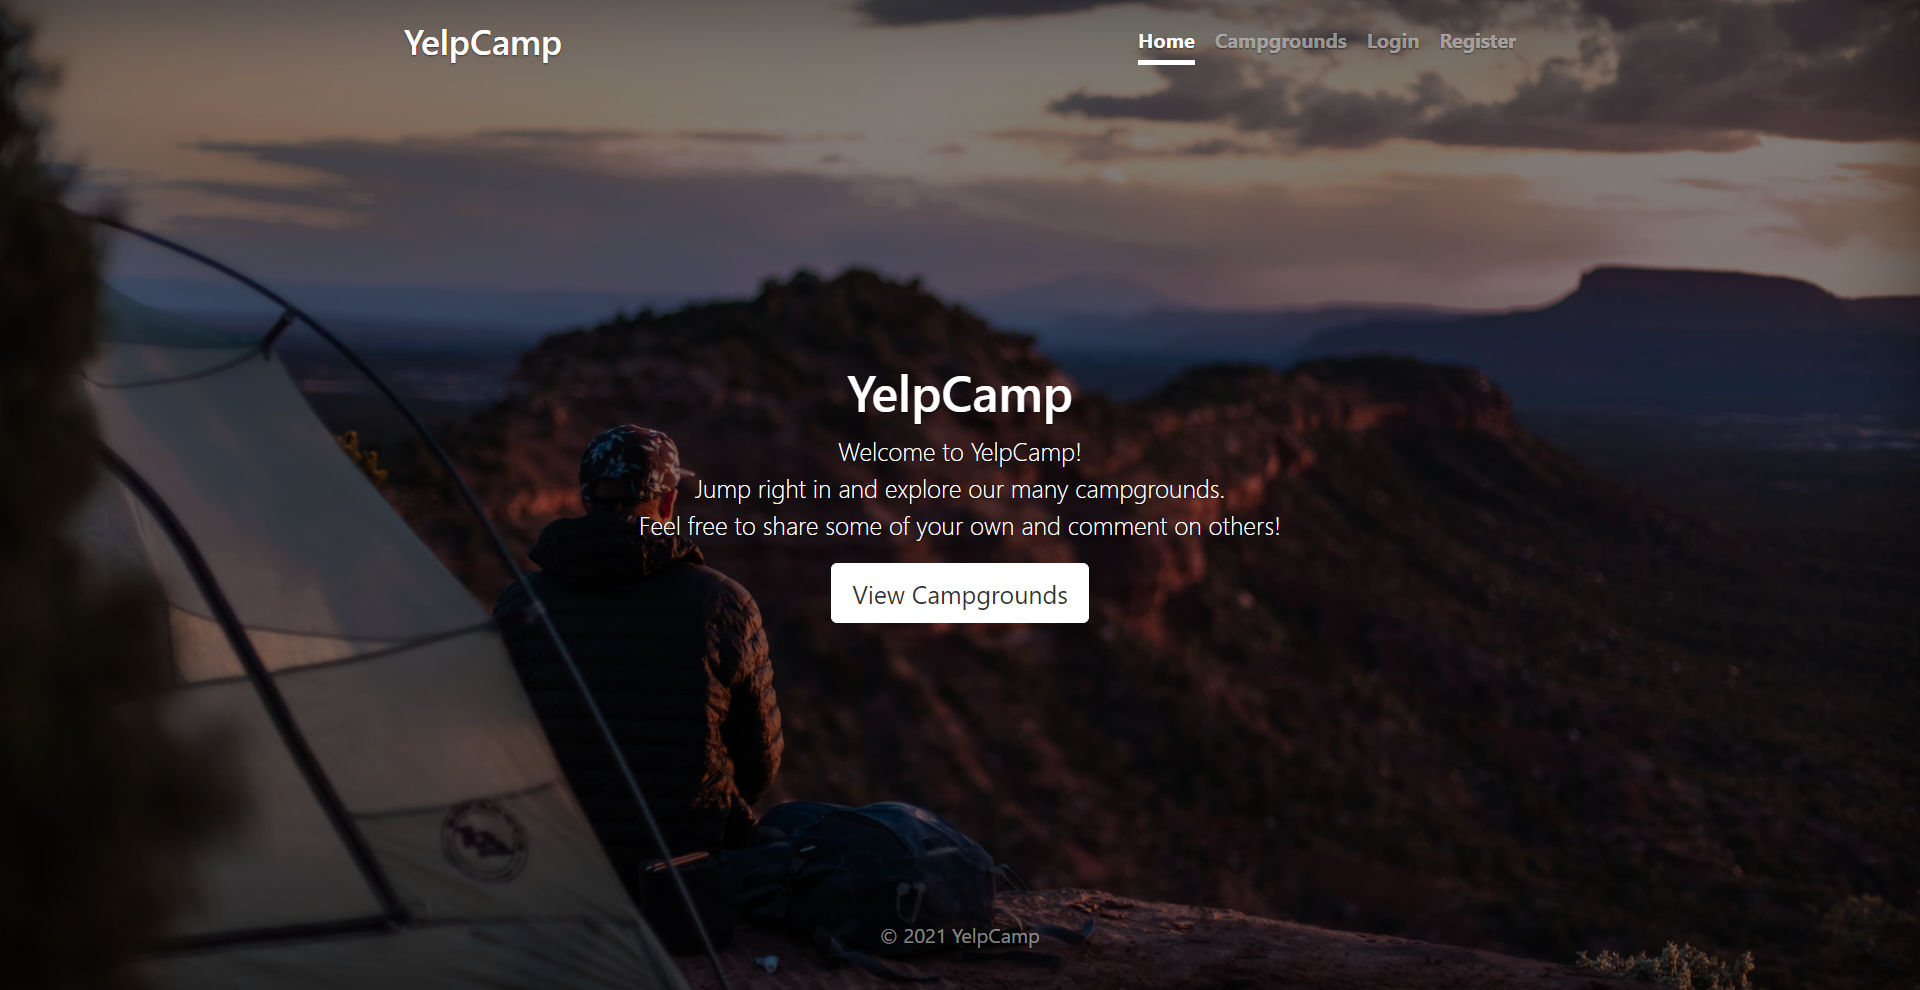 YelpCamp
Home Campgrounds Login Register
YelpCamp
Welcome to YelpCamp!
Jump right in and explore our many campgrounds.
Feel free to share some of your own and comment on others!
View Campgrounds
© 2021 YelpCamp